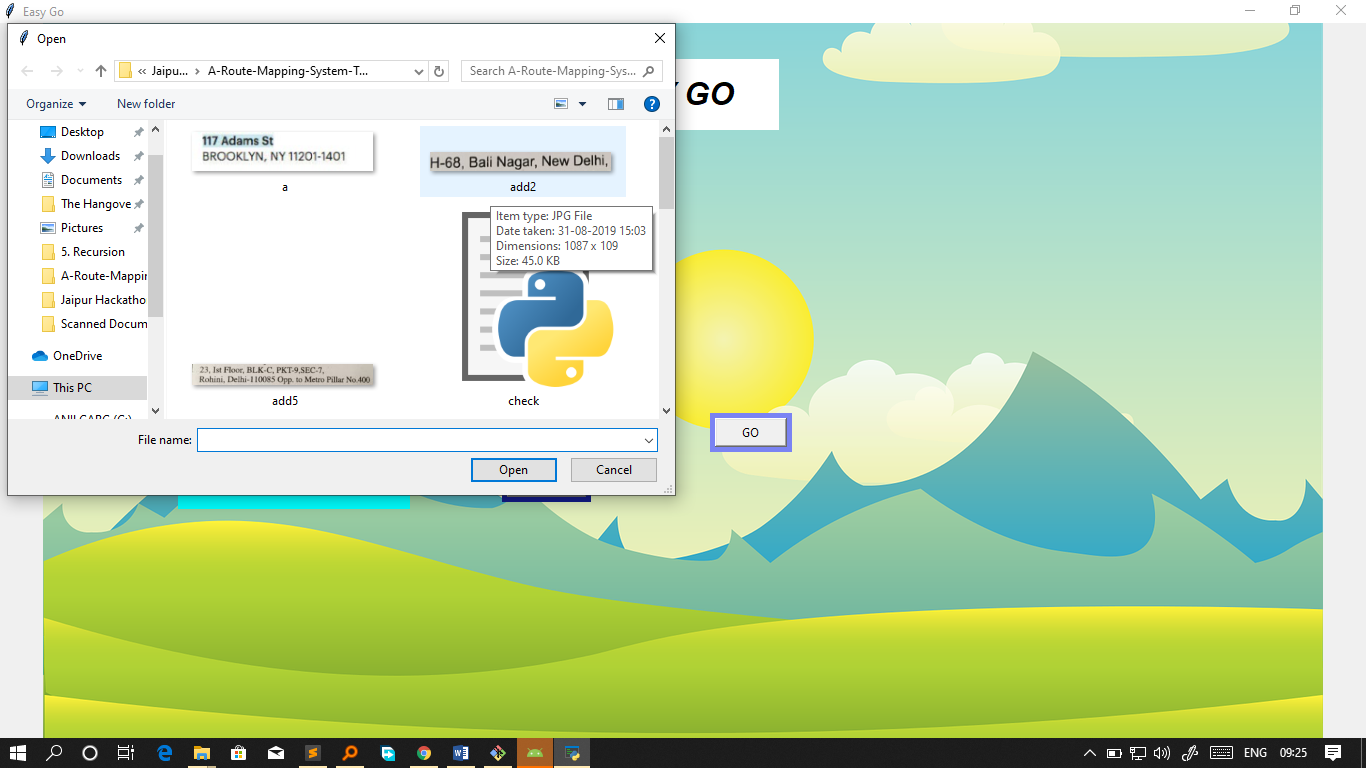 Easy Go
Open
« Jaipu... › A-Route-Mapping-System-T...
Search A-Route-Mapping-Sys...
Organize
New folder
Desktop
Downloads
Documents
The Hangove
Pictures
5. Recursion
A-Route-Mappir
Jaipur Hackatho
Scanned Docum
OneDrive
This PC
117 Adams St
BROOKLYN, NY 11201-1401
a
H-68, Bali Nagar, New Delhi,
add2
Item type: JPG File
Date taken: 31-08-2019 15:03
Dimensions: 1087 x 109
Size: 45.0 KB
23, Ist Floor, BLK-C, PKT-9,SEC-7,
Rohini, Delhi-110085 Opp. to Metro Pillar No.400
add5
check
File name:
Open
Cancel
GO
GO
ENG
09:25